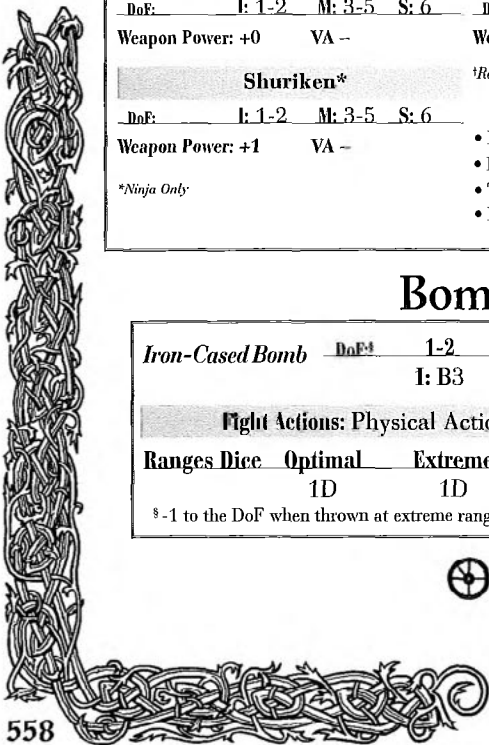 DoF: I: 1-2 M: 3-5 S: 6
Weapon Power: +0 VA –
Shuriken*
DoF: I: 1-2 M: 3-5 S: 6
Weapon Power: +1 VA –
*Ninja Only
Bom
Iron-Cased Bomb DoF§ 1-2
I: B3
Fight Actions: Physical Actio
Ranges Dice Optimal Extreme
1D 1D
§ -1 to the DoF when thrown at extreme rang
558